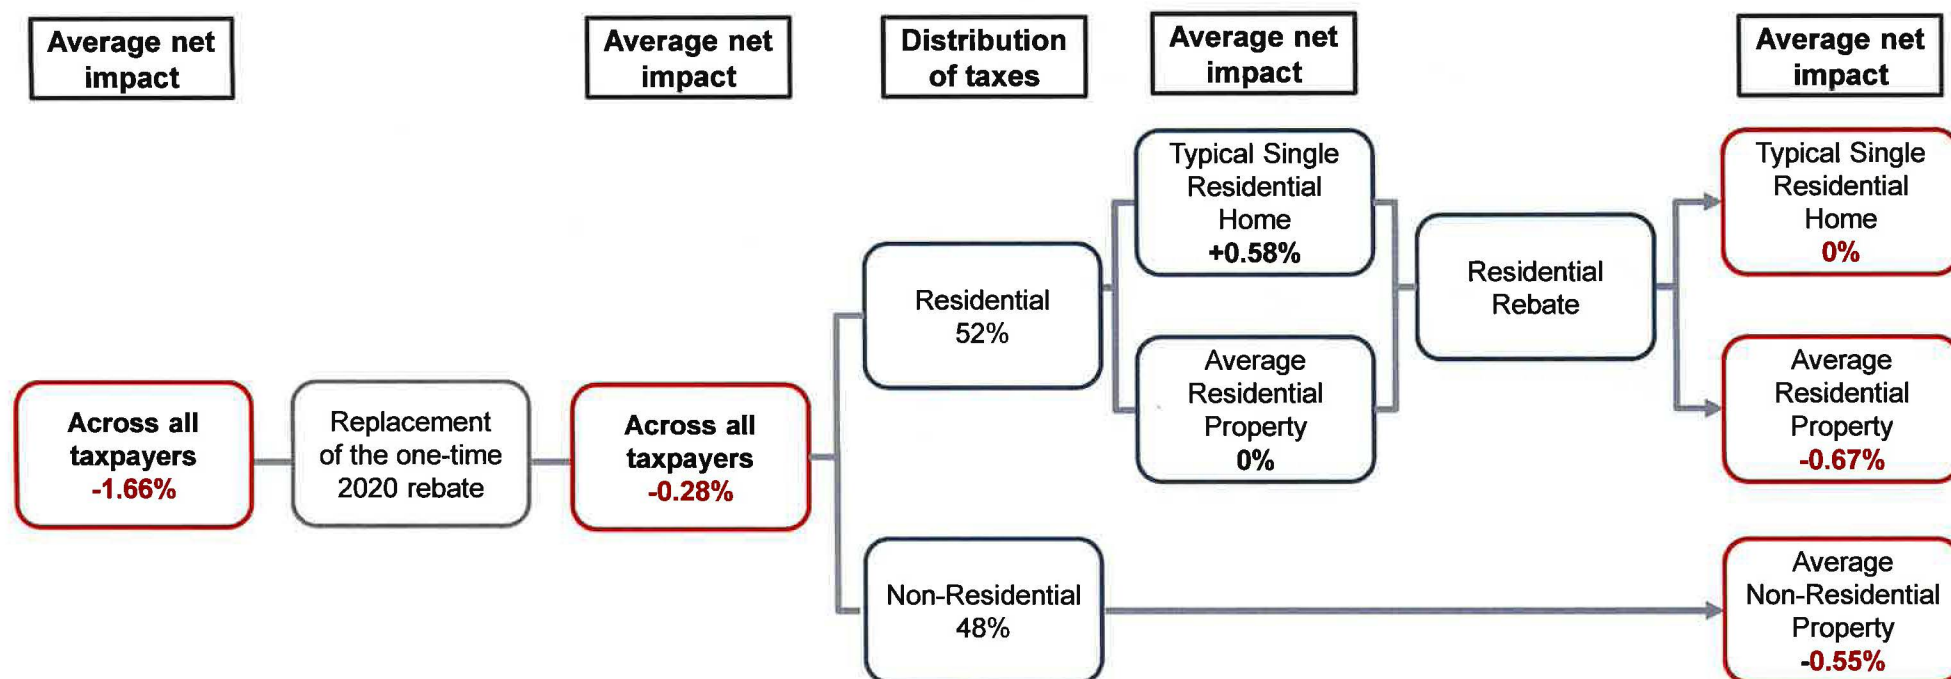 Average net
impact
Average net
impact
Distribution
of taxes
Average net
impact
Average net
impact
Across all
taxpayers
-1.66%
Replacement
of the one-time
2020 rebate
Across all
taxpayers
-0.28%
Residential
52%
Non-Residential
48%
Typical Single
Residential
Home
+0.58%
Average
Residential
Property
0%
Residential
Rebate
Typical Single
Residential
Home
0%
Average
Residential
Property
-0.67%
Average
Non-Residential
Property
-0.55%